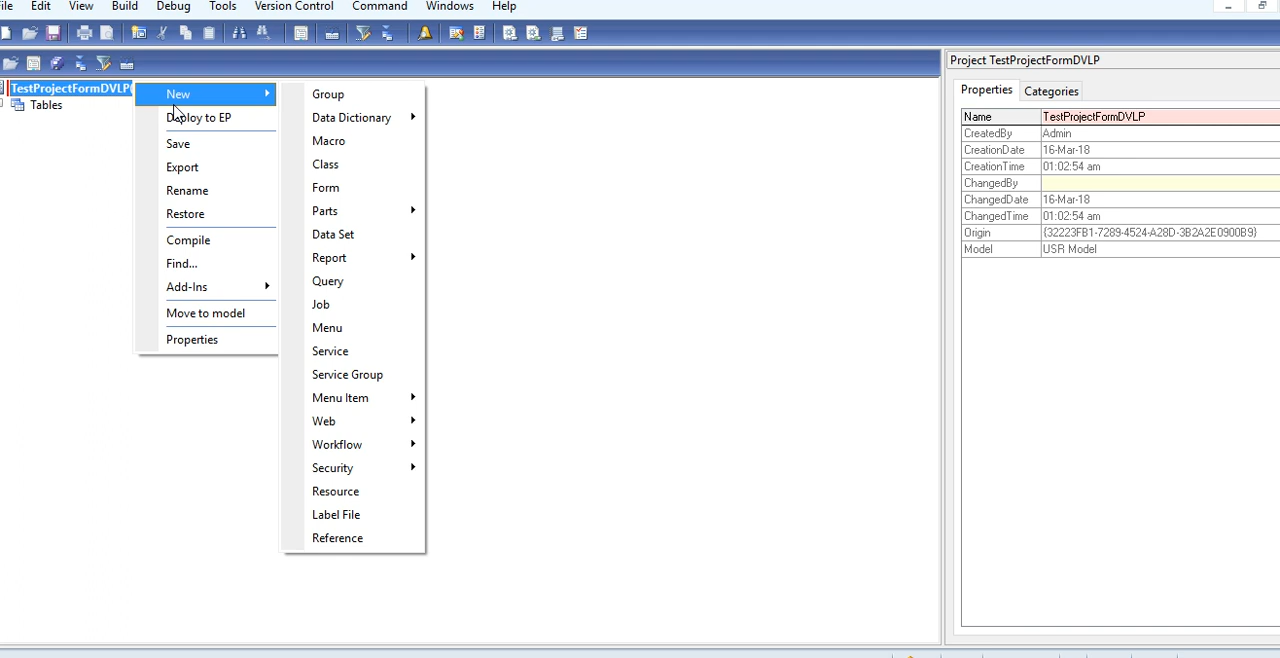 ile Edit View Build Debug Tools Version Control Command Windows Help
Project TestProjectFormDVLP
TestProjectFormDVLP(
Tables
New
Deploy to EP
Save
Export
Rename
Restore
Compile
Find...
Add-Ins
Move to model
Properties
Group
Data Dictionary
Macro
Class
Form
Parts
Data Set
Report
Query
Job
Menu
Service
Service Group
Menu Item
Web
Workflow
Security
Resource
Label File
Reference
Properties Categories
Name TestProjectFormDVLP
CreatedBy Admin
CreationDate 16-Mar-18
CreationTime 01:02:54 am
ChangedBy
ChangedDate 16-Mar-18
ChangedTime 01:02:54 am
Origin {32223FB1-7289-4524-A28D-3B2A2E0900B9}
Model USR Model